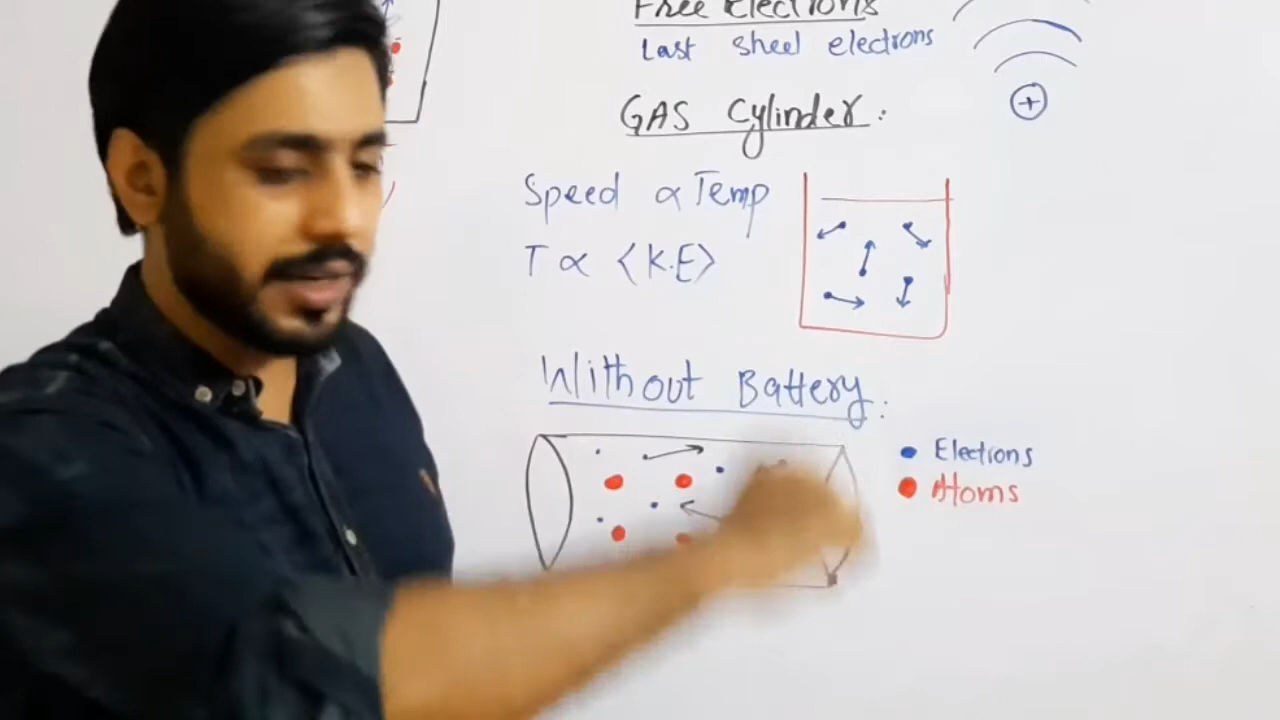 Free Electrons
Last sheel electrons
+
GAS Cylinder:
Speed ∝ Temp
T ∝ <K.E>
Without Battery:
Electrons
Atoms